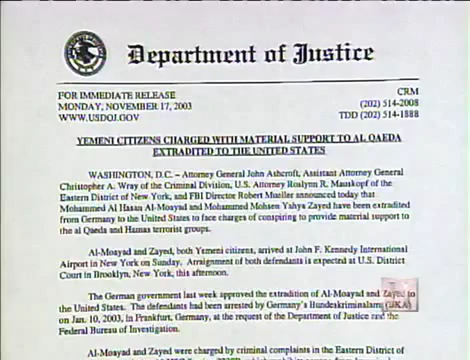 Department of Justice
FOR IMMEDIATE RELEASE
MONDAY, NOVEMBER 17, 2003
WWW.USDOJ.GOV
CRM
(202) 514-2008
TDD (202) 514-1888
YEMENI CITIZENS CHARGED WITH MATERIAL SUPPORT TO AL QAEDA
EXTRADITED TO THE UNITED STATES
WASHINGTON, D.C. – Attorney General John Ashcroft, Assistant Attorney General
Christopher A. Wray of the Criminal Division, U.S. Attorney Roslynn R. Mauskopf of the
Eastern District of New York, and FBI Director Robert Mueller announced today that
Mohammed Al Hasan Al-Moayad and Mohammed Mohsen Yahya Zayed have been extradited
from Germany to the United States to face charges of conspiring to provide material support to
the al Qaeda and Hamas terrorist groups.
Al-Moayad and Zayed, both Yemeni citizens, arrived at John F. Kennedy International
Airport in New York on Sunday. Arraignment of both defendants is expected at U.S. District
Court in Brooklyn, New York, this afternoon.
The German government last week approved the extradition of Al-Moayad and Zayed to
the United States. The defendants had been arrested by Germany's Hundeskriminalamt (BKA)
on Jan. 10, 2003, in Frankfurt, Germany, at the request of the Department of Justice and the
Federal Bureau of Investigation.
Al-Moayad and Zayed were charged by criminal complaints in the Eastern District of